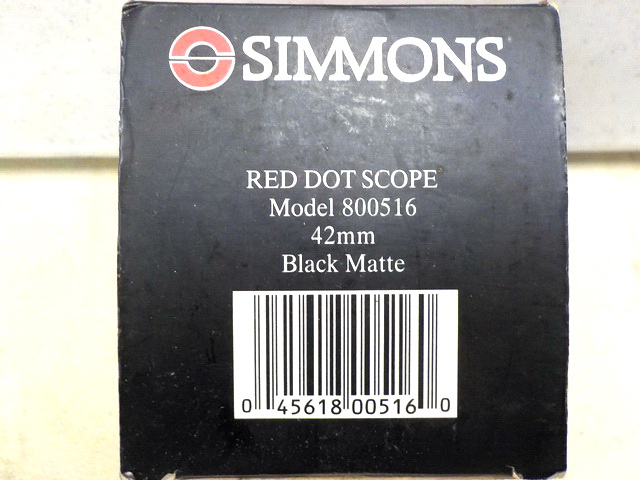 SIMMONS
RED DOT SCOPE
Model 800516
42mm
Black Matte
0 45618 00516 0